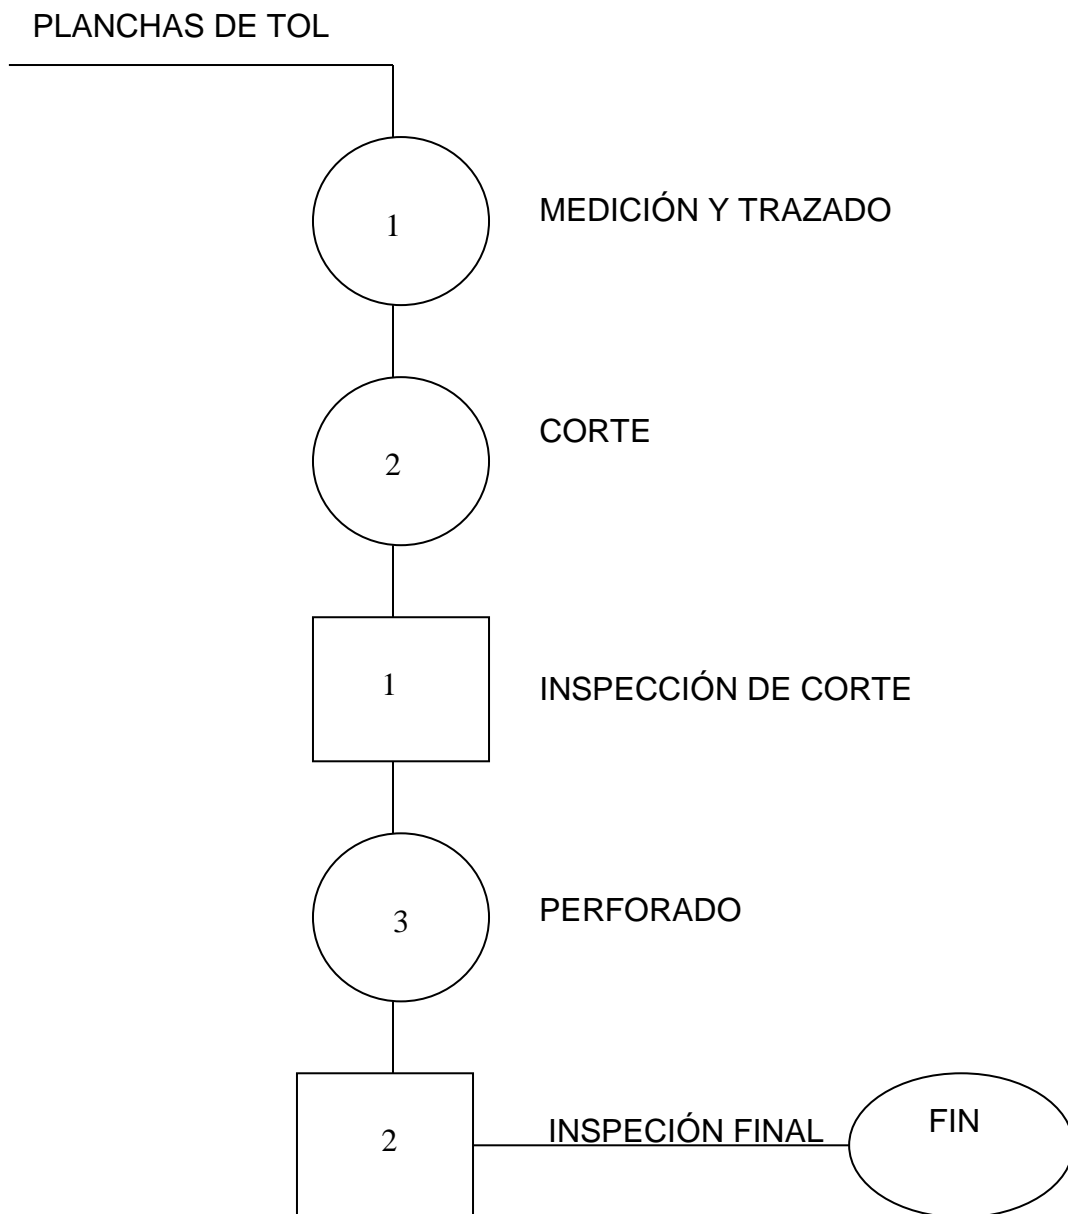 PLANCHAS DE TOL
1
MEDICIÓN Y TRAZADO
2
CORTE
1
INSPECCIÓN DE CORTE
3
PERFORADO
2
INSPECIÓN FINAL
FIN